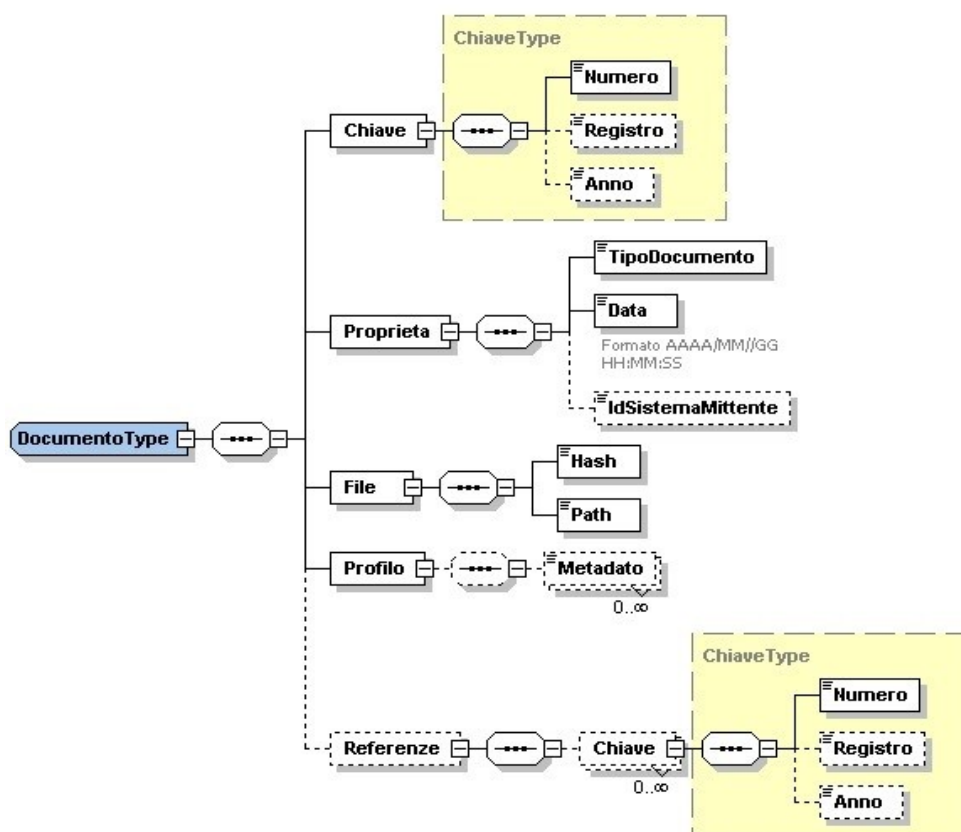 ChiaveType
Numero
Chiave
Registro
Anno
TipoDocumento
Proprieta
Data
Formato AAAA/MM//GG
HH:MM:SS
IdSistemaMittente
DocumentoType
File
Hash
Path
Profilo
Metadato
0..∞
ChiaveType
Numero
Referenze
Chiave
Registro
0..∞
Anno